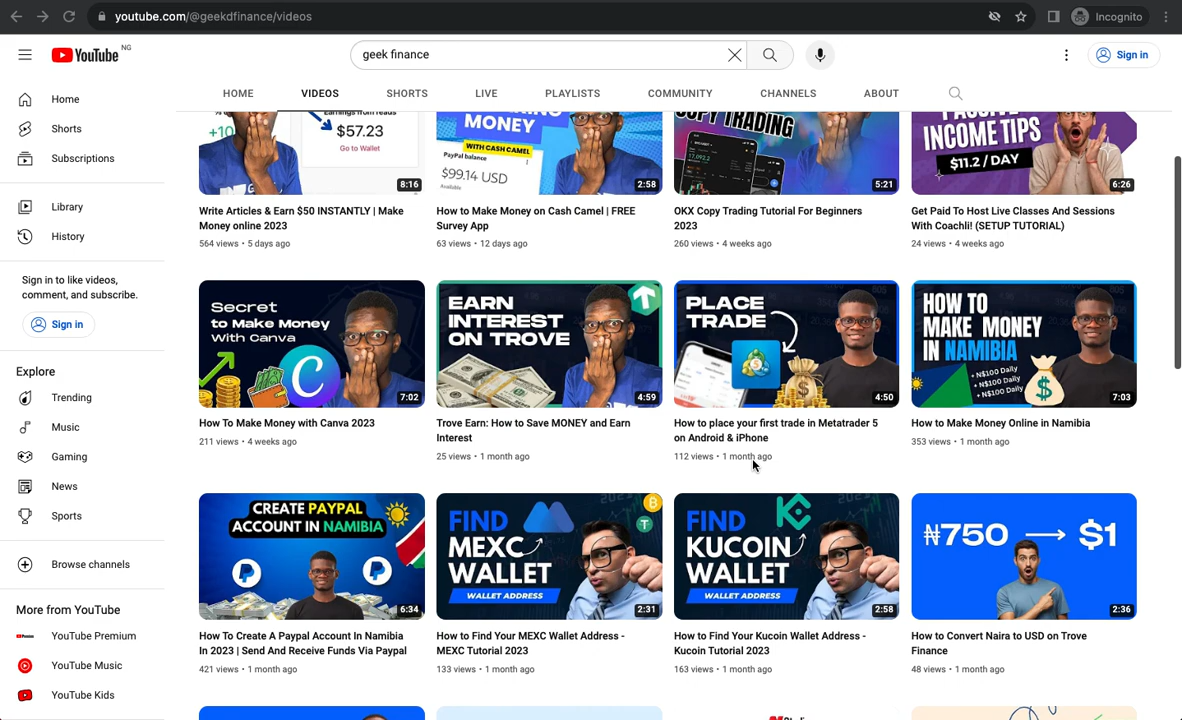 youtube.com/@geekdfinance/videos
Incognito
YouTube NG
geek finance
Sign in
HOME
VIDEOS
SHORTS
LIVE
PLAYLISTS
COMMUNITY
CHANNELS
ABOUT
Home
Shorts
Subscriptions
Library
History
Sign in to like videos,
comment, and subscribe.
Sign in
Explore
Trending
Music
Gaming
News
Sports
Browse channels
More from YouTube
YouTube Premium
YouTube Music
YouTube Kids
+10
Earnings from reads
$57.23
Go to Wallet
8:16
Write Articles & Earn $50 INSTANTLY | Make
Money online 2023
564 views • 5 days ago
MONEY
WITH CASH CAMEL
PayPal balance
$99.14 USD
Available
2:58
How to Make Money on Cash Camel | FREE
Survey App
63 views • 12 days ago
COPY TRADING
17,092.2
5:21
OKX Copy Trading Tutorial For Beginners
2023
260 views • 4 weeks ago
INCOME TIPS
$11.2 / DAY
6:26
Get Paid To Host Live Classes And Sessions
With Coachli! (SETUP TUTORIAL)
24 views • 4 weeks ago
Secret
to Make Money
With Canva
C
7:02
How To Make Money with Canva 2023
211 views • 4 weeks ago
EARN
INTEREST
ON TROVE
4:59
Trove Earn: How to Save MONEY and Earn
Interest
25 views • 1 month ago
PLACE
TRADE
4:50
How to place your first trade in Metatrader 5
on Android & iPhone
112 views • 1 month ago
HOW TO
MAKE MONEY
IN NAMIBIA
• N$100 Daily
• N$100 Daily
• N$100 Daily
7:03
How to Make Money Online in Namibia
353 views • 1 month ago
CREATE PAYPAL
ACCOUNT IN NAMIBIA
6:34
How To Create A Paypal Account In Namibia
In 2023 | Send And Receive Funds Via Paypal
421 views • 1 month ago
FIND
MEXC
WALLET
WALLET ADDRESS
2:31
How to Find Your MEXC Wallet Address -
MEXC Tutorial 2023
133 views • 1 month ago
FIND
KUCOIN
WALLET
WALLET ADDRESS
2:58
How to Find Your Kucoin Wallet Address -
Kucoin Tutorial 2023
163 views • 1 month ago
₦750 → $1
2:36
How to Convert Naira to USD on Trove
Finance
48 views • 1 month ago